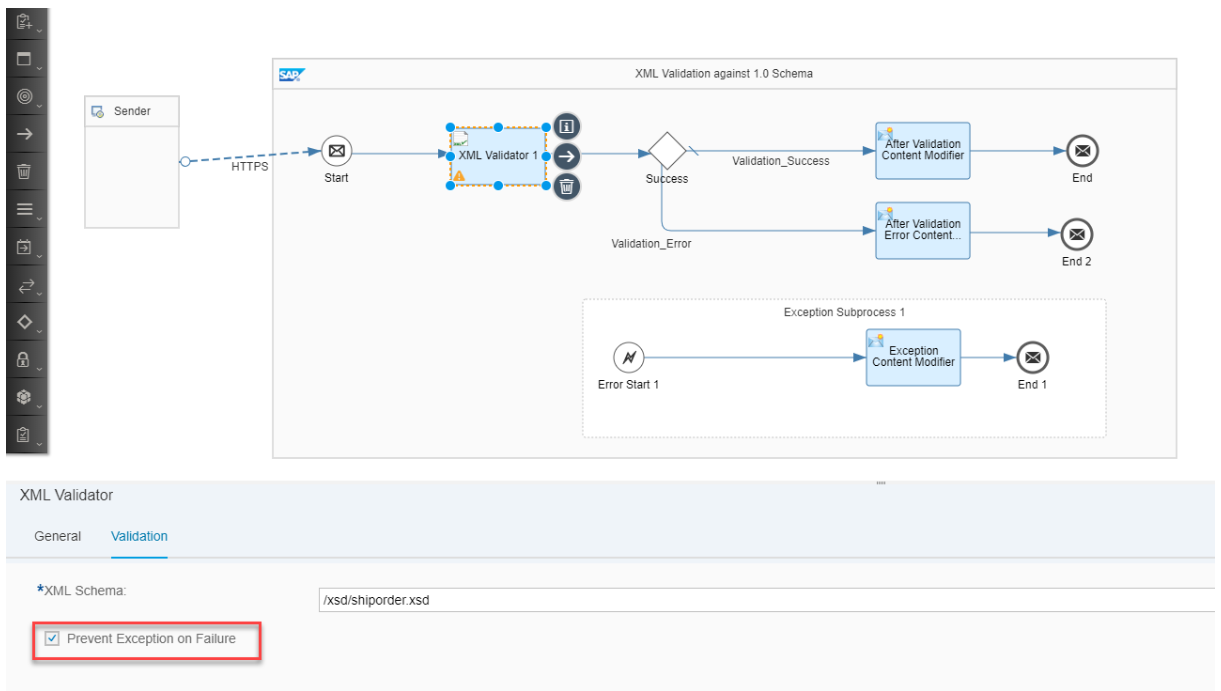 SAP
XML Validation against 1.0 Schema
Sender
HTTPS
Start
XML Validator 1
Success
Validation_Success
After Validation
Content Modifier
End
Validation_Error
After Validation
Error Content...
End 2
Exception Subprocess 1
Error Start 1
Exception
Content Modifier
End 1
XML Validator
General Validation
*XML Schema: /xsd/shiporder.xsd
Prevent Exception on Failure